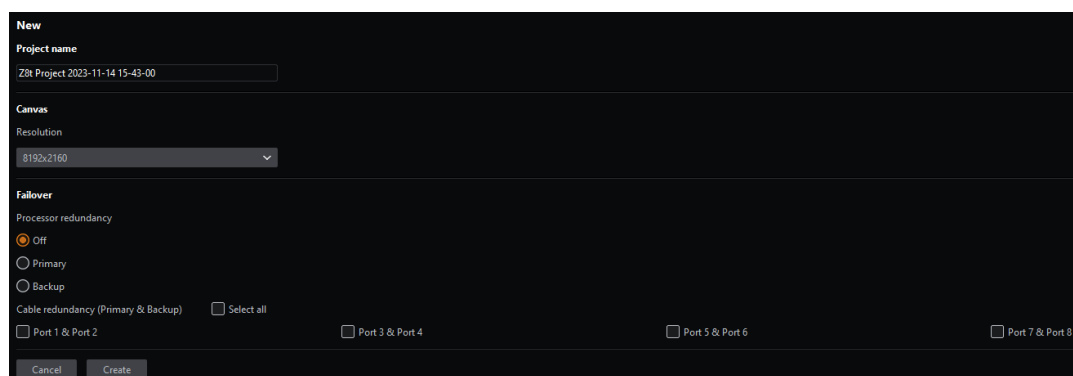 New
Project name
Z8t Project 2023-11-14 15-43-00
Canvas
Resolution
8192x2160
Failover
Processor redundancy
Off
Primary
Backup
Cable redundancy (Primary & Backup) Select all
Port 1 & Port 2 Port 3 & Port 4 Port 5 & Port 6 Port 7 & Port 8
Cancel Create